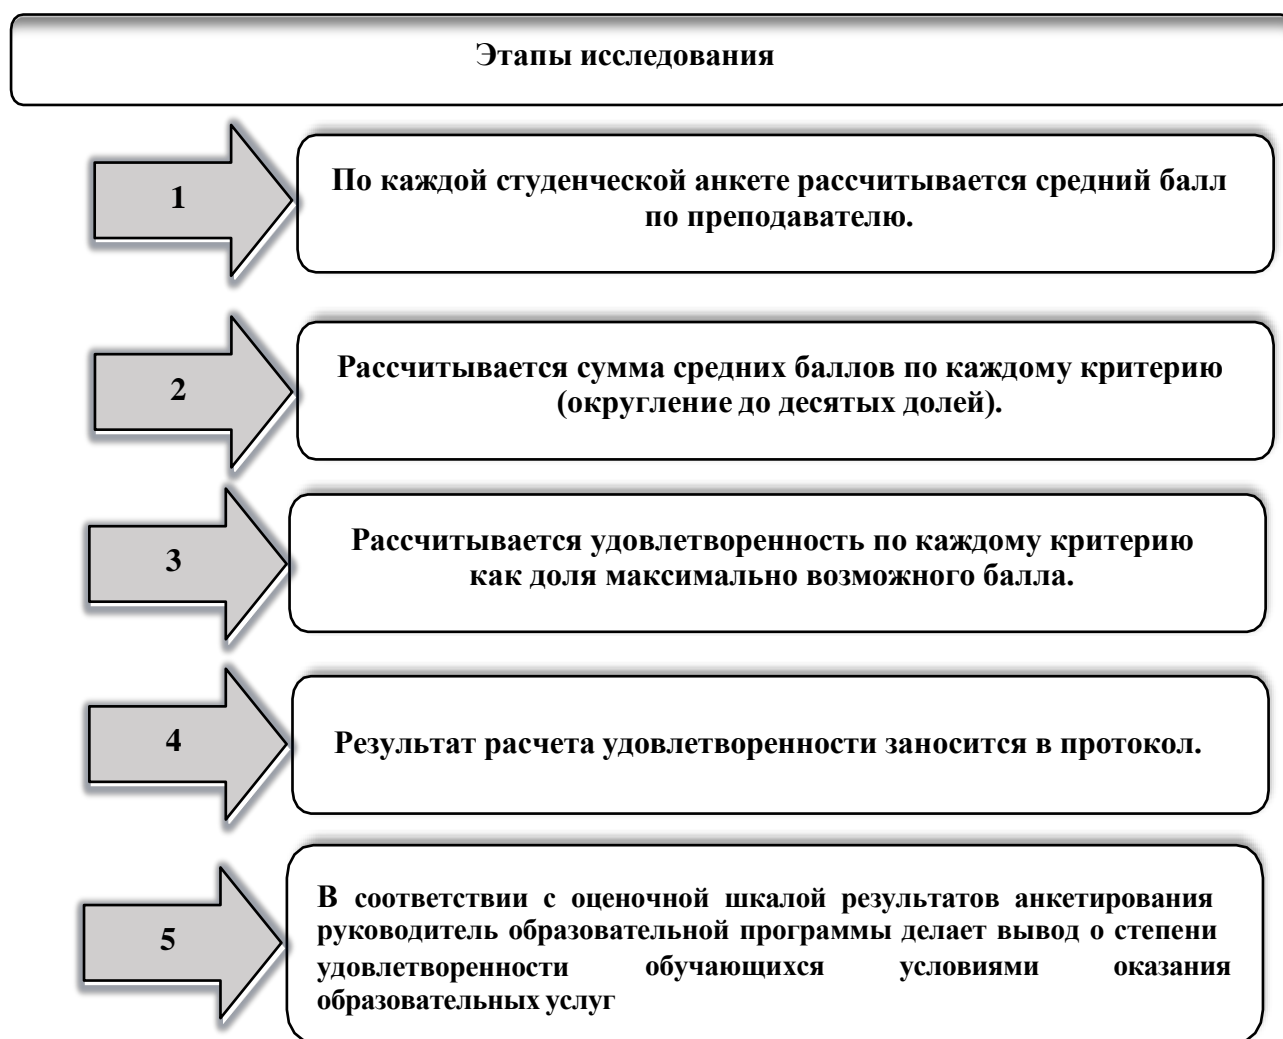 Этапы исследования
1
По каждой студенческой анкете рассчитывается средний балл
по преподавателю.
2
Рассчитывается сумма средних баллов по каждому критерию
(округление до десятых долей).
3
Рассчитывается удовлетворенность по каждому критерию
как доля максимально возможного балла.
4
Результат расчета удовлетворенности заносится в протокол.
5
В соответствии с оценочной шкалой результатов анкетирования
руководитель образовательной программы делает вывод о степени
удовлетворенности обучающихся условиями оказания
образовательных услуг